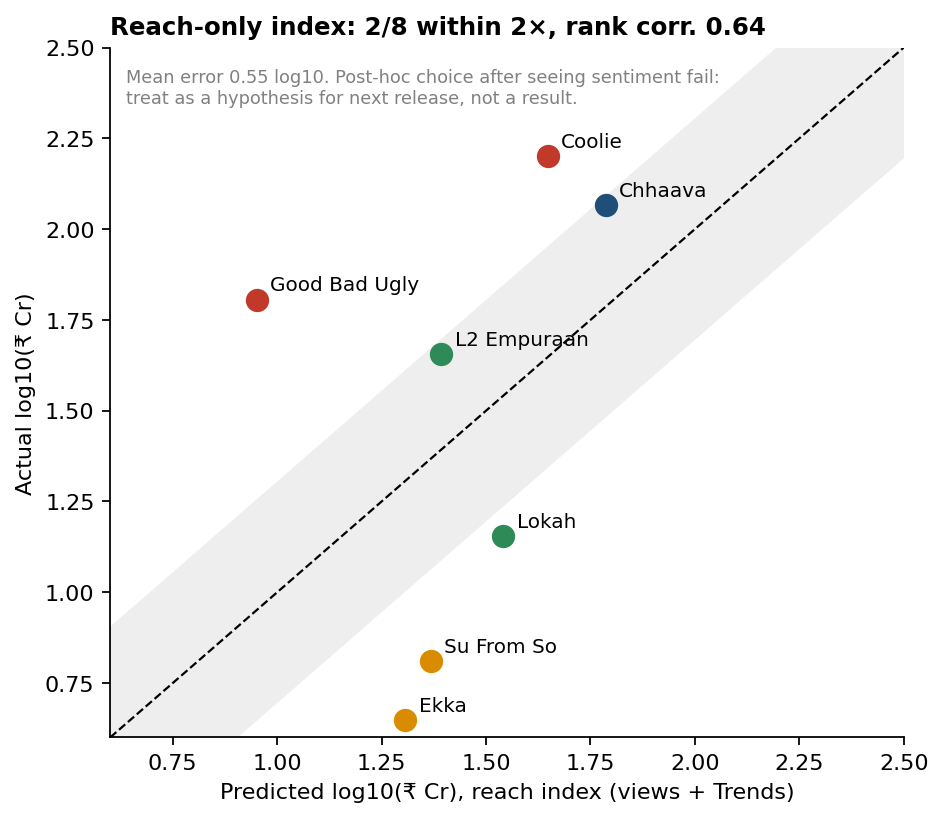 Reach-only index: 2/8 within 2×, rank corr. 0.64
2.50
Mean error 0.55 log10. Post-hoc choice after seeing sentiment fail:
treat as a hypothesis for next release, not a result.
2.25
Coolie
Chhaava
2.00
Good Bad Ugly
1.75
L2 Empuraan
1.50
Actual log10(₹ Cr)
1.25
Lokah
1.00
Su From So
0.75
Ekka
0.75 1.00 1.25 1.50 1.75 2.00 2.25 2.50
Predicted log10(₹ Cr), reach index (views + Trends)